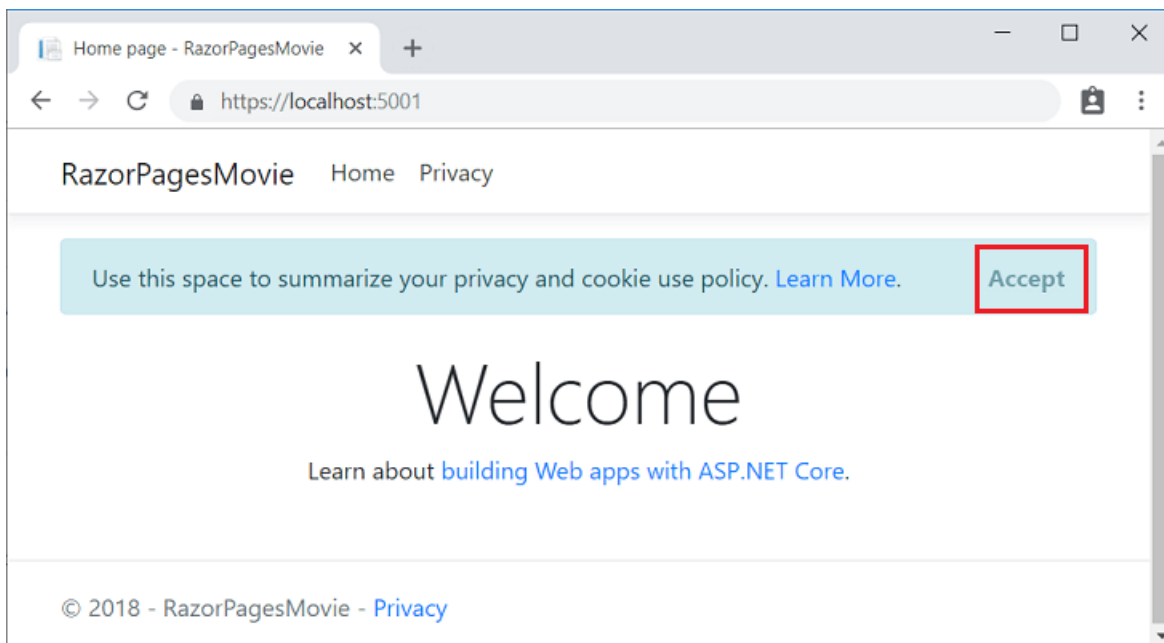 Home page - RazorPagesMovie
https://localhost:5001
RazorPagesMovie Home Privacy
Use this space to summarize your privacy and cookie use policy. Learn More. Accept
Welcome
Learn about building Web apps with ASP.NET Core.
© 2018 - RazorPagesMovie - Privacy